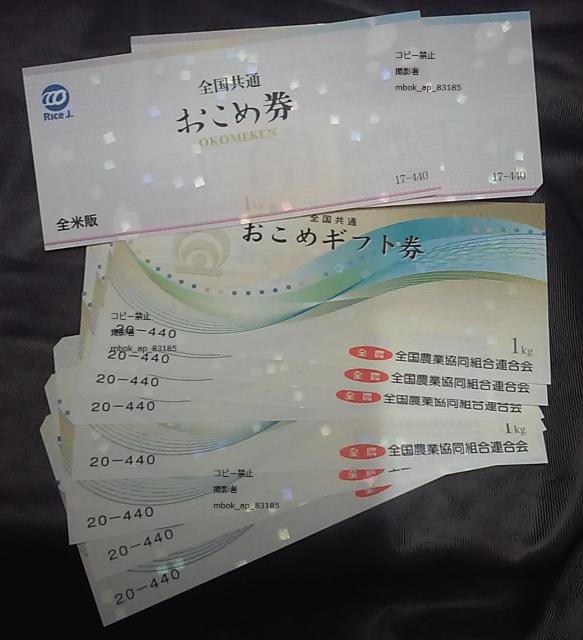 コピー禁止
撮影者
mbok_ap_83185
Rice J.
全国共通
おこめ券
OKOMEKEN
1kg
17-440
17-440
全米販
全国共通
おこめギフト券
コピー禁止
撮影者
mbok_ap_83185
20-440
1kg
全農 全国農業協同組合連合会
20-440
全農 全国農業協同組合連合会
20-440
全農 全国農業協同組合連合会
20-440
1kg
全農 全国農業協同組合連合会
20-440
全農
コピー禁止
撮影者
mbok_ap_83185
20-440
20-440
20-440